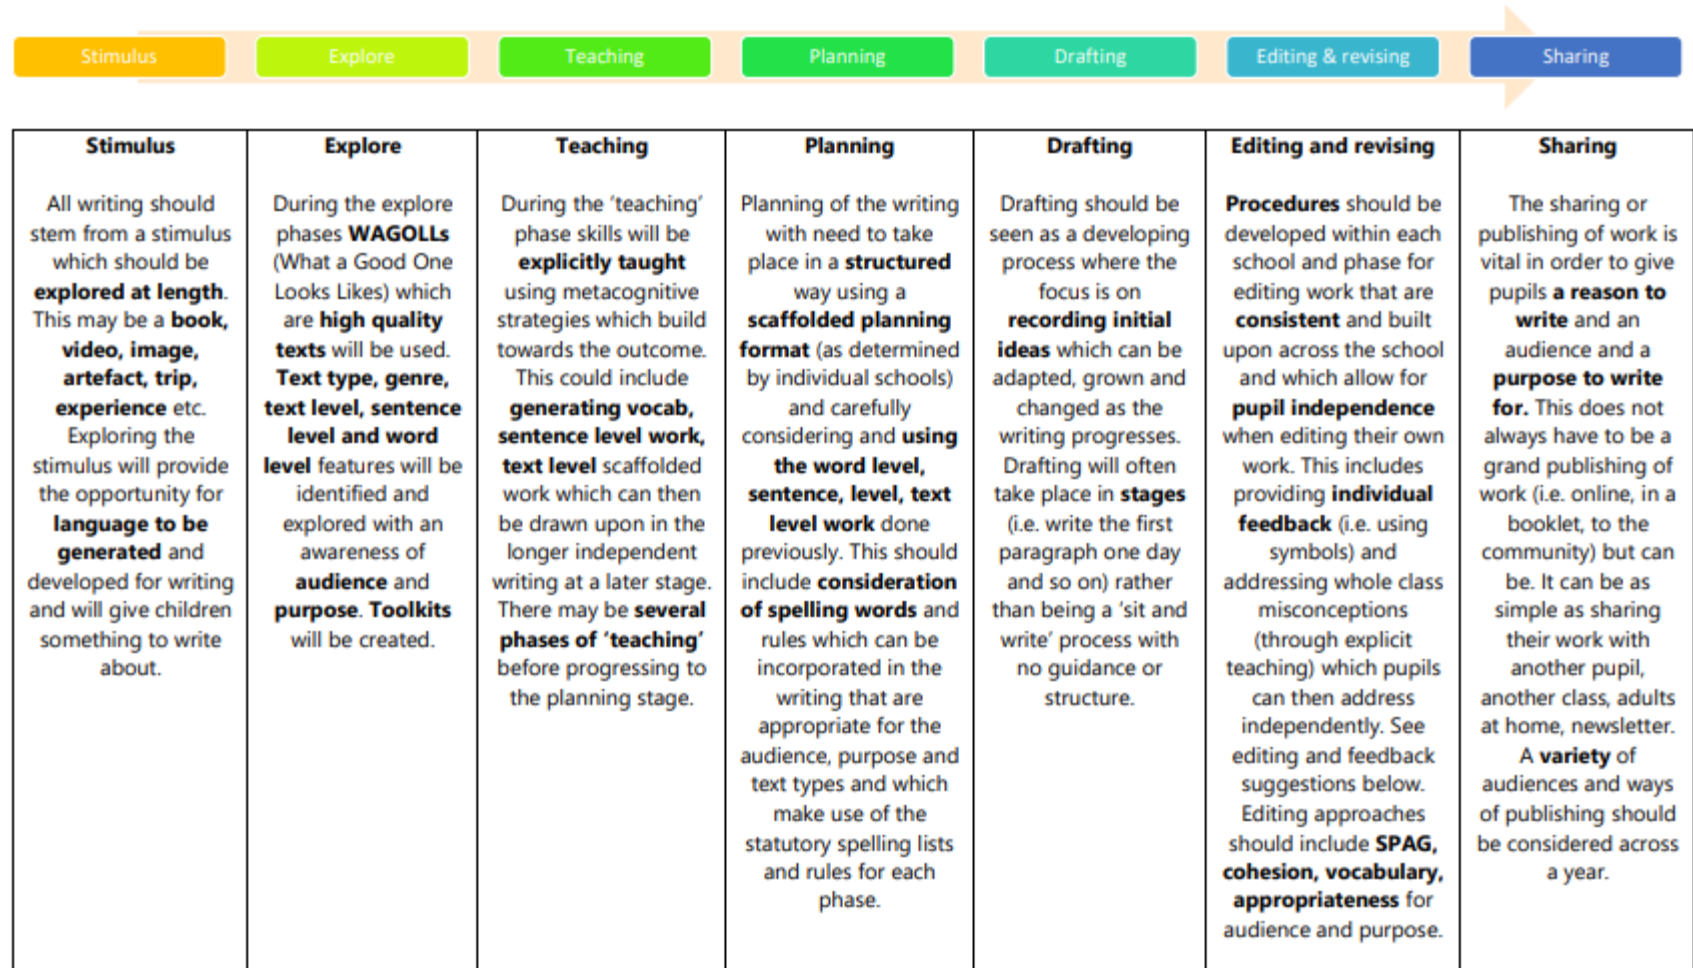 Stimulus
Explore
Teaching
Planning
Drafting
Editing & revising
Sharing
Stimulus
All writing should
stem from a stimulus
which should be
explored at length.
This may be a book,
video, image,
artefact, trip,
experience etc.
Exploring the
stimulus will provide
the opportunity for
language to be
generated and
developed for writing
and will give children
something to write
about.
Explore
During the explore
phases WAGOLLs
(What a Good One
Looks Likes) which
are high quality
texts will be used.
Text type, genre,
text level, sentence
level and word
level features will be
identified and
explored with an
awareness of
audience and
purpose. Toolkits
will be created.
Teaching
During the ‘teaching’
phase skills will be
explicitly taught
using metacognitive
strategies which build
towards the outcome.
This could include
generating vocab,
sentence level work,
text level scaffolded
work which can then
be drawn upon in the
longer independent
writing at a later stage.
There may be several
phases of ‘teaching’
before progressing to
the planning stage.
Planning
Planning of the writing
with need to take
place in a structured
way using a
scaffolded planning
format (as determined
by individual schools)
and carefully
considering and using
the word level,
sentence, level, text
level work done
previously. This should
include consideration
of spelling words and
rules which can be
incorporated in the
writing that are
appropriate for the
audience, purpose and
text types and which
make use of the
statutory spelling lists
and rules for each
phase.
Drafting
Drafting should be
seen as a developing
process where the
focus is on
recording initial
ideas which can be
adapted, grown and
changed as the
writing progresses.
Drafting will often
take place in stages
(i.e. write the first
paragraph one day
and so on) rather
than being a ‘sit and
write’ process with
no guidance or
structure.
Editing and revising
Procedures should be
developed within each
school and phase for
editing work that are
consistent and built
upon across the school
and which allow for
pupil independence
when editing their own
work. This includes
providing individual
feedback (i.e. using
symbols) and
addressing whole class
misconceptions
(through explicit
teaching) which pupils
can then address
independently. See
editing and feedback
suggestions below.
Editing approaches
should include SPAG,
cohesion, vocabulary,
appropriateness for
audience and purpose.
Sharing
The sharing or
publishing of work is
vital in order to give
pupils a reason to
write and an
audience and a
purpose to write
for. This does not
always have to be a
grand publishing of
work (i.e. online, in a
booklet, to the
community) but can
be. It can be as
simple as sharing
their work with
another pupil,
another class, adults
at home, newsletter.
A variety of
audiences and ways
of publishing should
be considered across
a year.